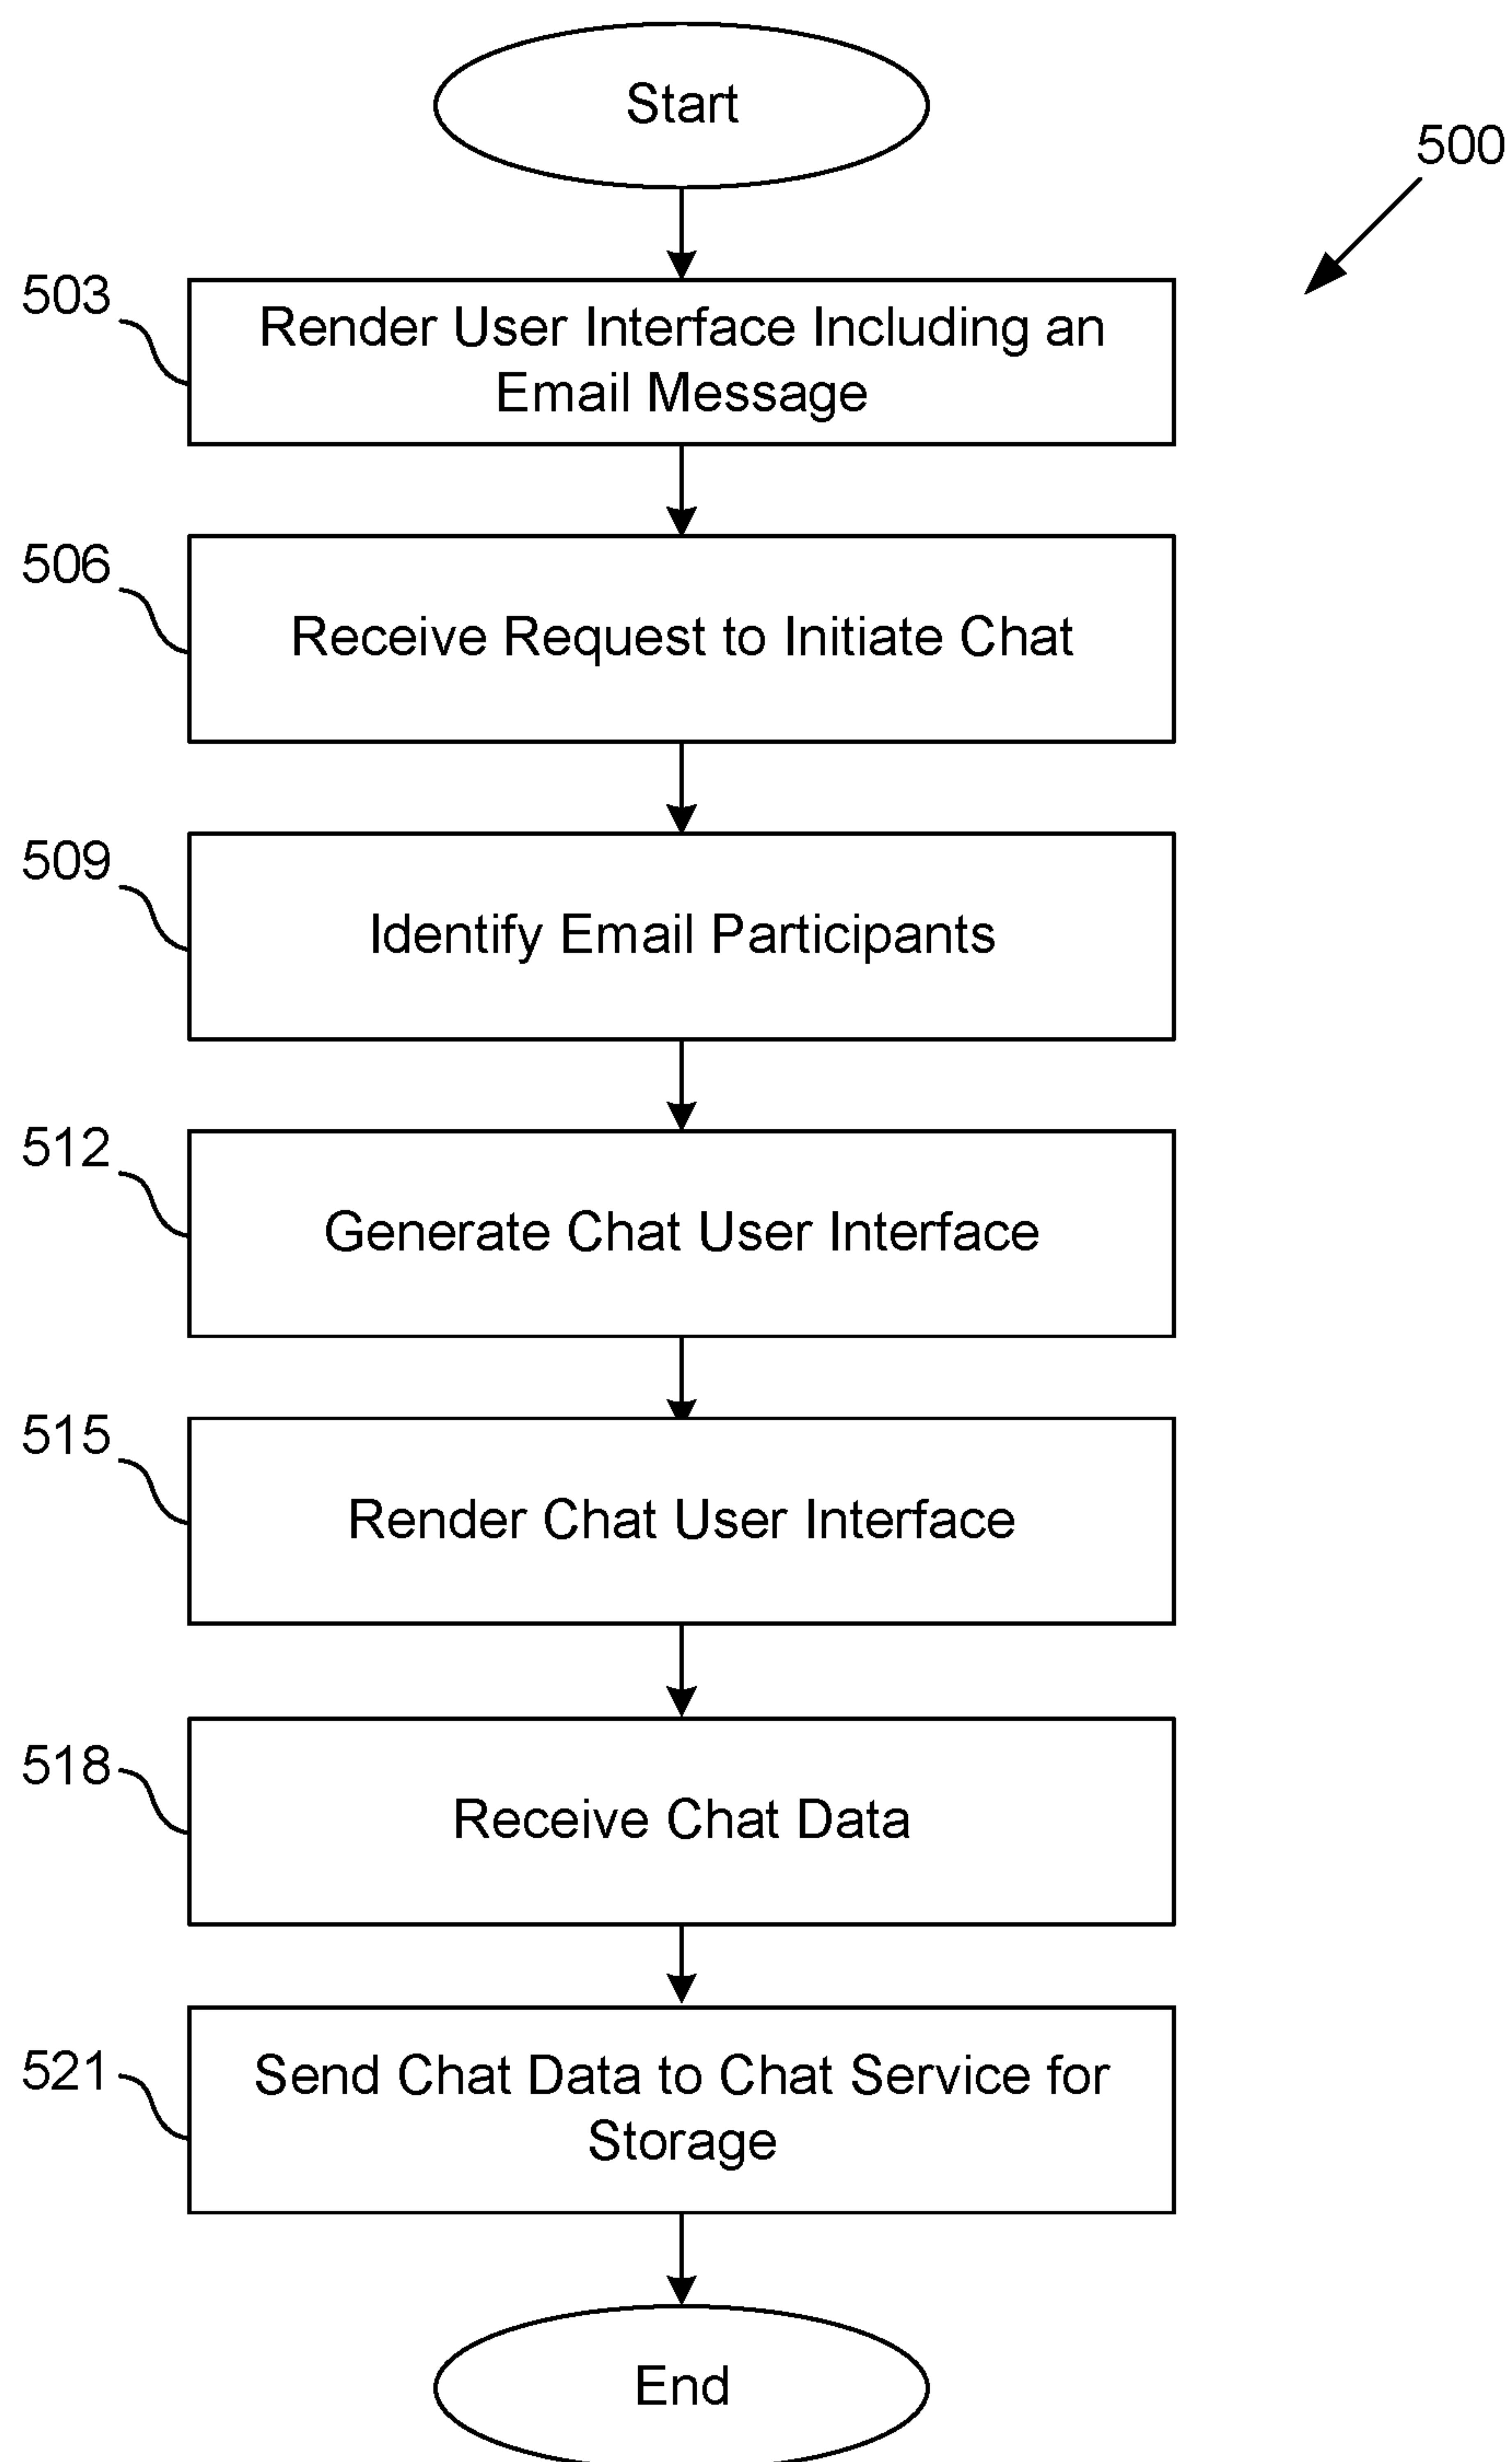 Start
500
503
Render User Interface Including an
Email Message
506
Receive Request to Initiate Chat
509
Identify Email Participants
512
Generate Chat User Interface
515
Render Chat User Interface
518
Receive Chat Data
521
Send Chat Data to Chat Service for
Storage
End